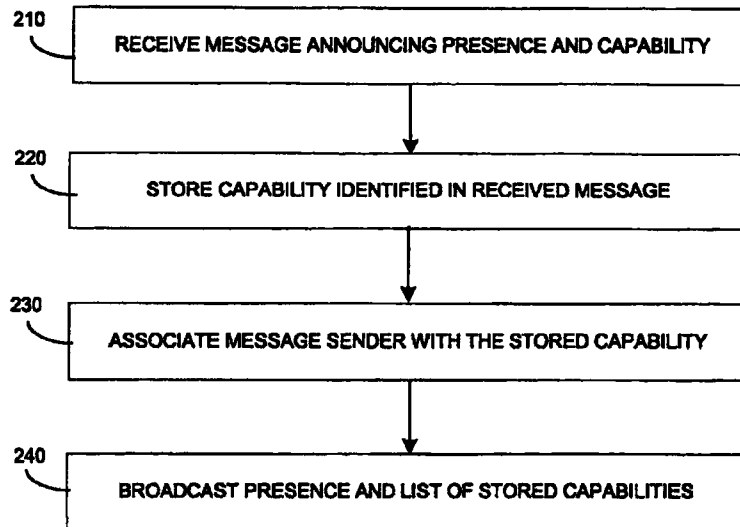 210
RECEIVE MESSAGE ANNOUNCING PRESENCE AND CAPABILITY
220
STORE CAPABILITY IDENTIFIED IN RECEIVED MESSAGE
230
ASSOCIATE MESSAGE SENDER WITH THE STORED CAPABILITY
240
BROADCAST PRESENCE AND LIST OF STORED CAPABILITIES